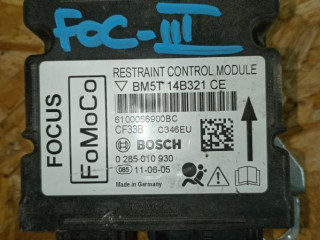 FOC-III
RESTRAINT CONTROL MODULE
BM5T 14B321 CE
FOCUS
FoMoCo
6100056900BC
CF33B C346EU
BOSCH
0 285 010 930
085 11-06-05
Made in Germany